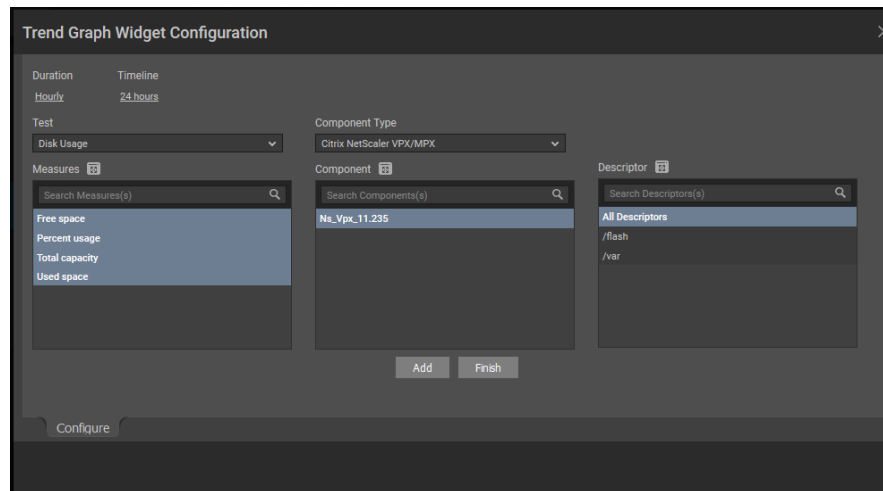 Trend Graph Widget Configuration
Duration
Timeline
Hourly
24 hours
Test
Component Type
Disk Usage
Citrix NetScaler VPX/MPX
Measures
Component
Descriptor
Search Measures(s)
Search Components(s)
Search Descriptors(s)
Free space
Percent usage
Total capacity
Used space
Ns_Vpx_11.235
All Descriptors
/flash
/var
Add
Finish
Configure